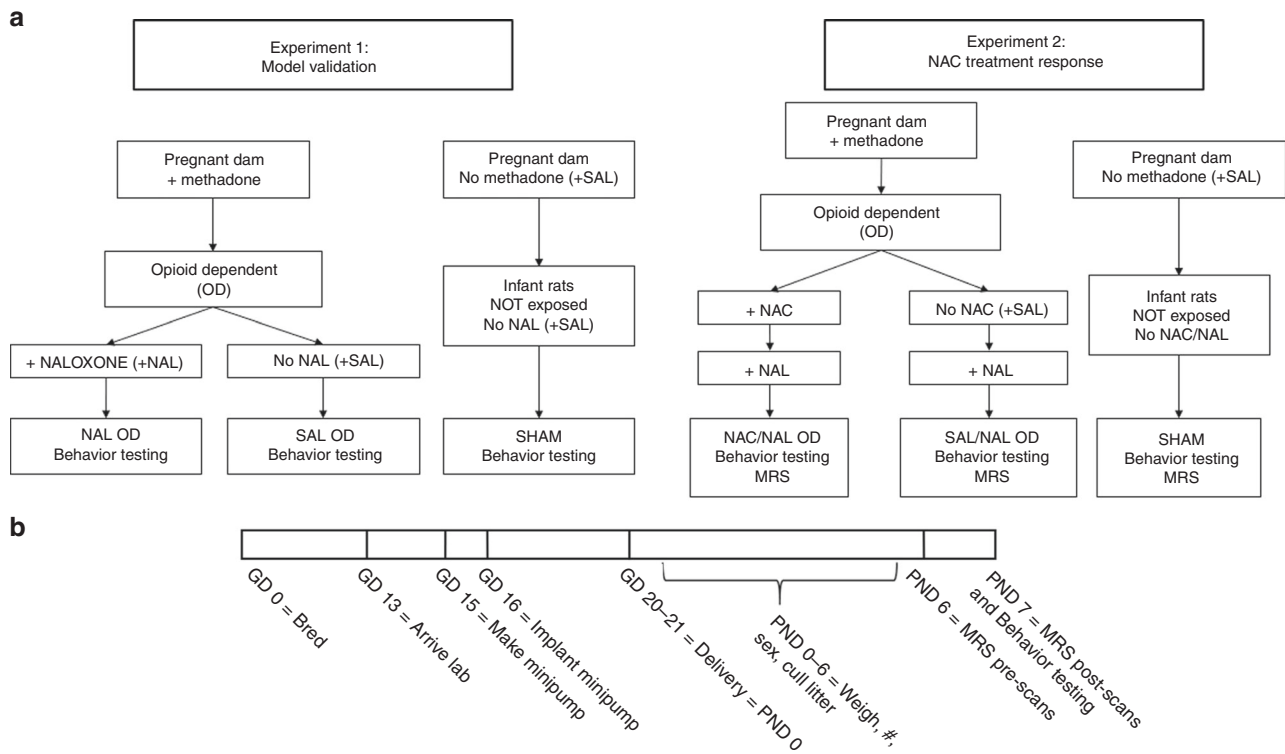 a
Experiment 1:
Model validation
Pregnant dam
+ methadone
Opioid dependent
(OD)
+ NALOXONE (+NAL)
NAL OD
Behavior testing
No NAL (+SAL)
SAL OD
Behavior testing
Pregnant dam
No methadone (+SAL)
Infant rats
NOT exposed
No NAL (+SAL)
SHAM
Behavior testing
Experiment 2:
NAC treatment response
Pregnant dam
+ methadone
Opioid dependent
(OD)
+ NAC
+ NAL
NAC/NAL OD
Behavior testing
MRS
No NAC (+SAL)
+ NAL
SAL/NAL OD
Behavior testing
MRS
Pregnant dam
No methadone (+SAL)
Infant rats
NOT exposed
No NAC/NAL
SHAM
Behavior testing
MRS
b
GD 0 = Bred
GD 13 = Arrive lab
GD 15 = Make minipump
GD 16 = Implant minipump
GD 20–21 = Delivery = PND 0
PND 0–6 = Weigh, #,
sex, cull litter
PND 6 = MRS pre-scans
PND 7 = MRS post-scans
and Behavior testing